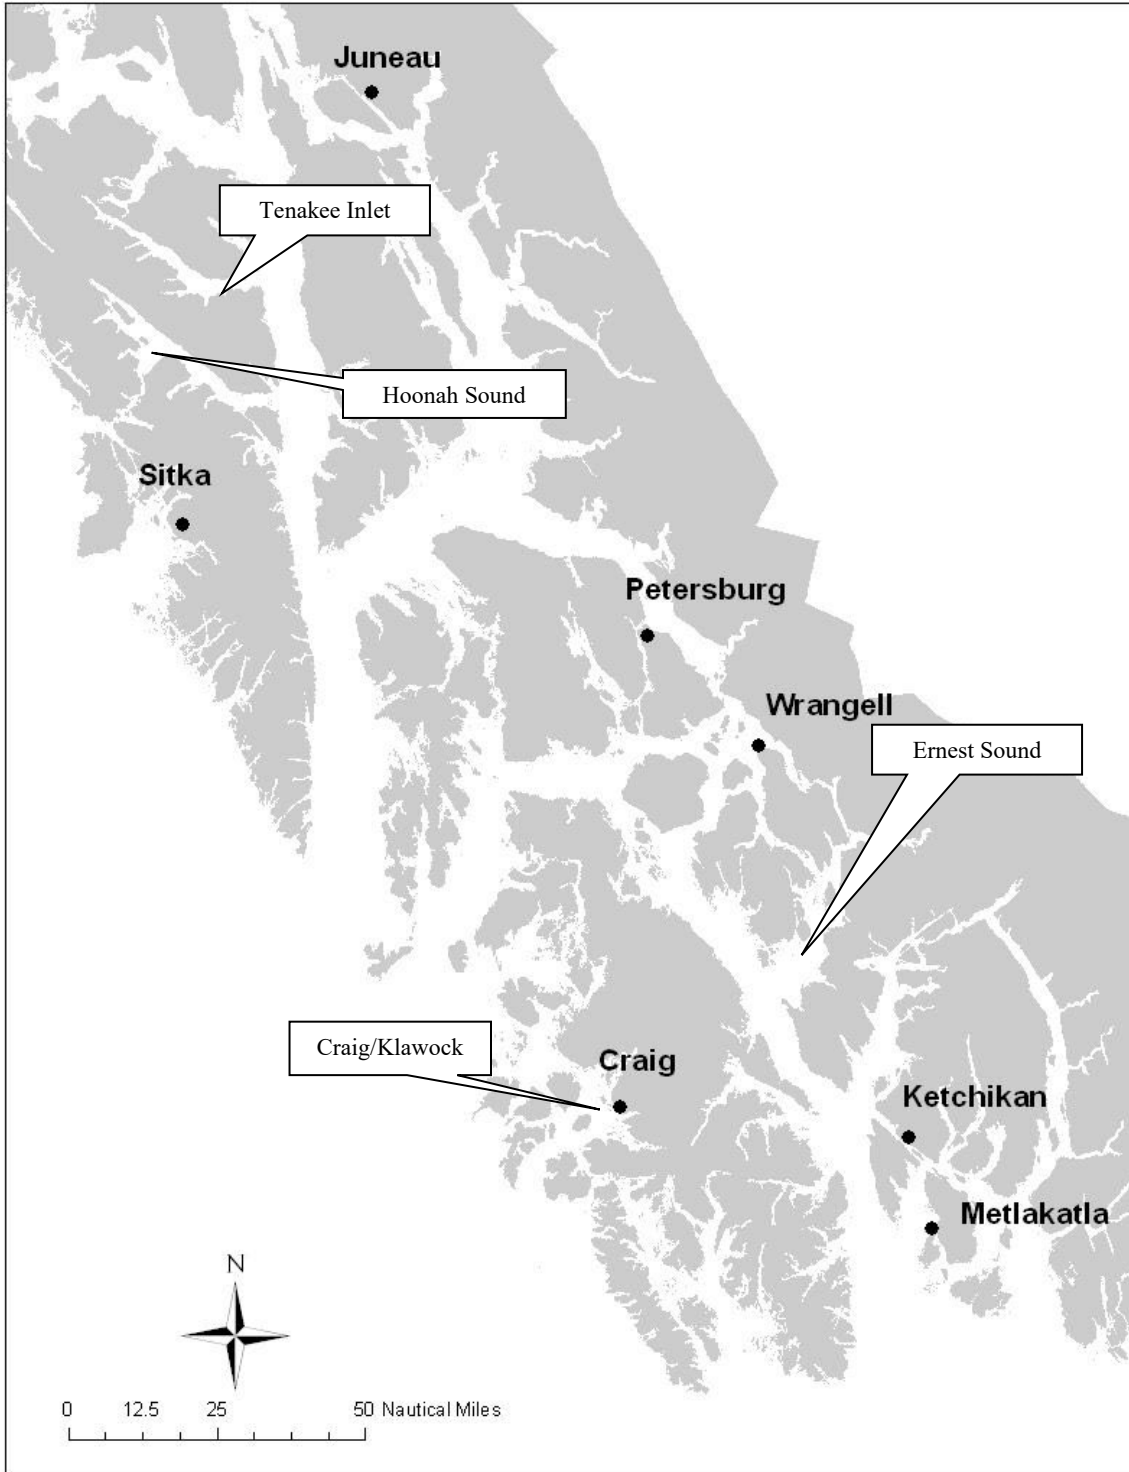 Juneau
Tenakee Inlet
Hoonah Sound
Sitka
Petersburg
Wrangell
Ernest Sound
Craig/Klawock
Craig
Ketchikan
Metlakatla
N
0 12.5 25 50 Nautical Miles